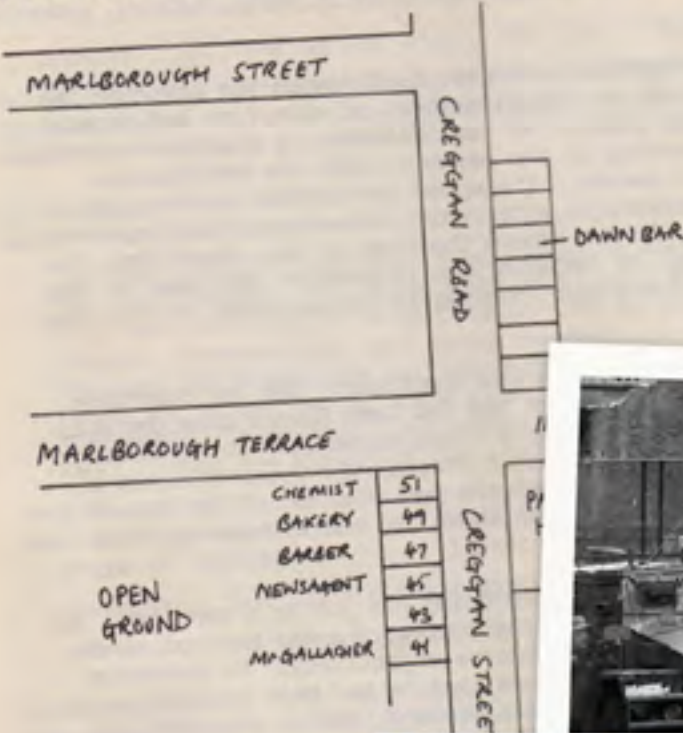 MARLBOROUGH STREET
CREGGAN ROAD
DAWN BAR
MARLBOROUGH TERRACE
CHEMIST 51
BAKERY 49
BARBER 47
NEWSAGENT 45
43
Mr GALLAGHER 41
OPEN
GROUND
CREGGAN STREE